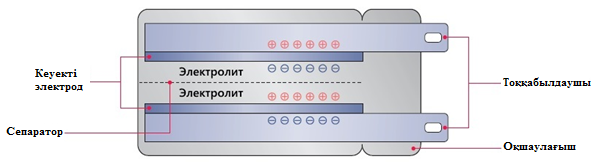 Кеуекті
электрод
Сепаратор
Электролит
Электролит
Тоққабылдаушы
Оқшаулағыш